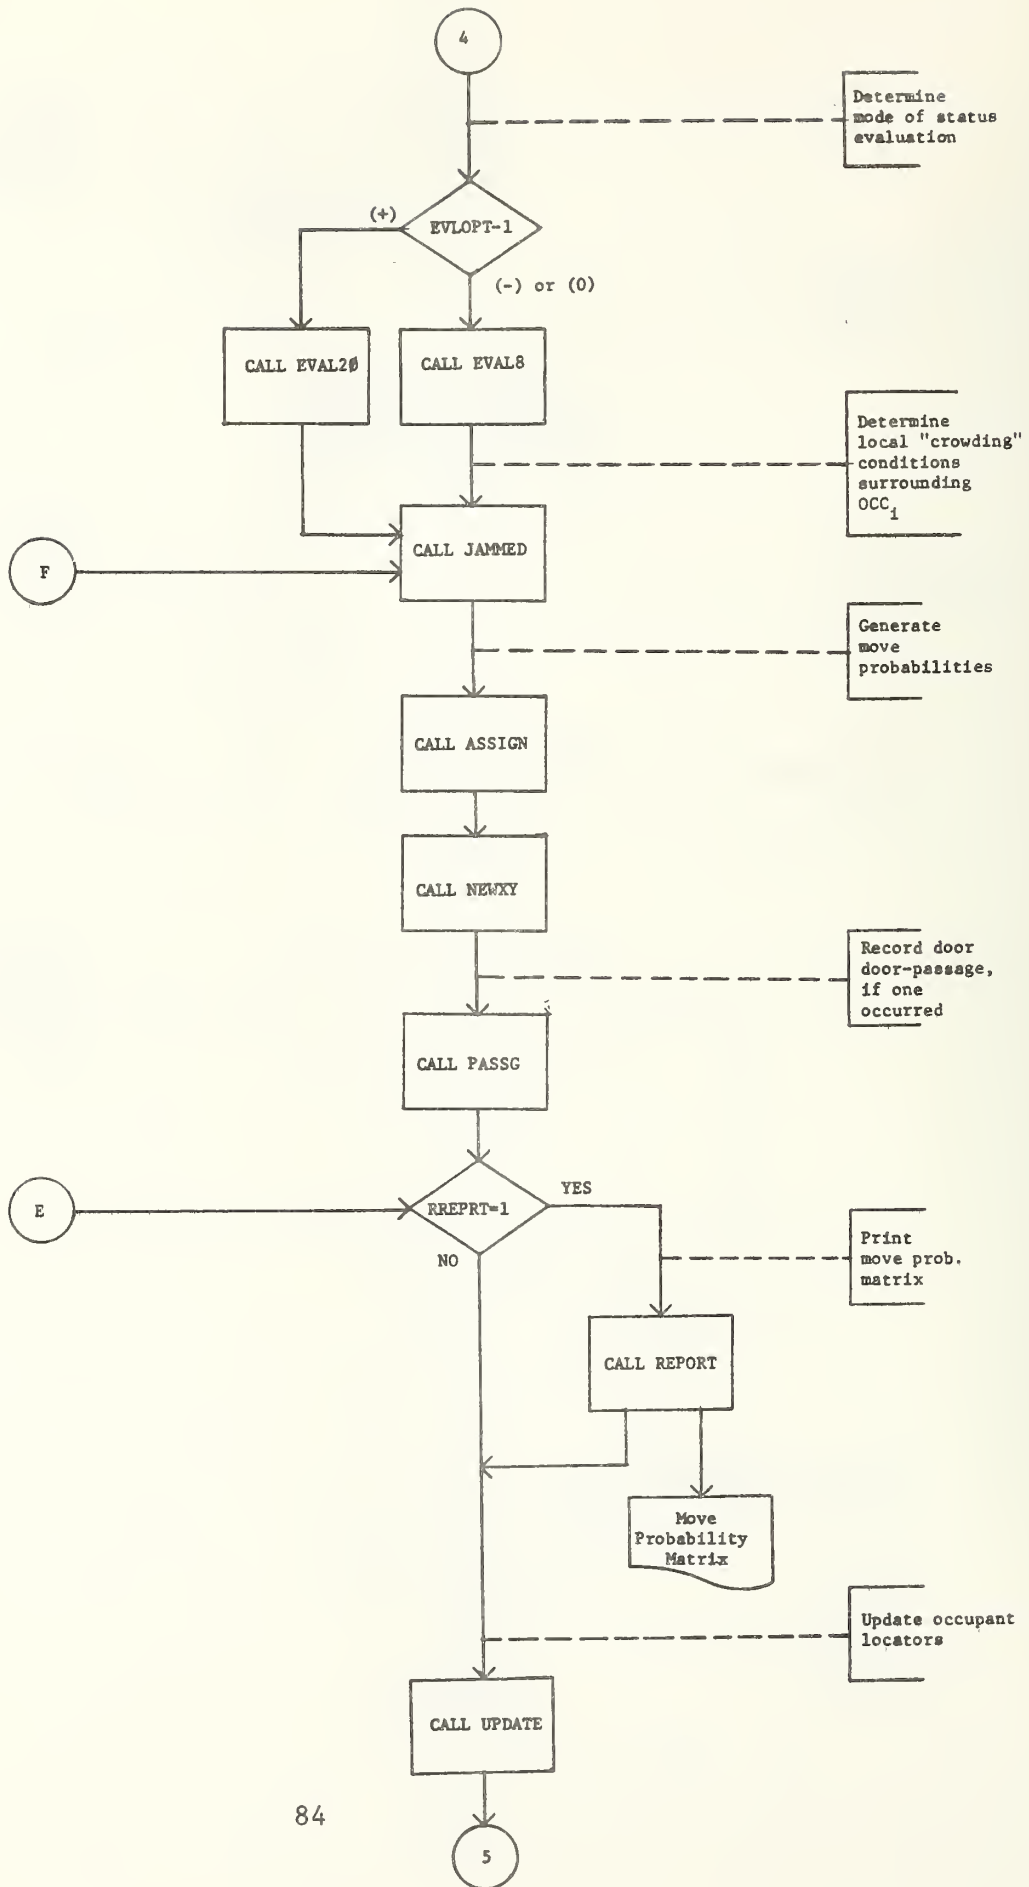 4
Determine
mode of status
evaluation
(+)
EVLOPT-1
(-) or (0)
CALL EVAL2Ø
CALL EVAL8
Determine
local "crowding"
conditions
surrounding
OCCi
CALL JAMMED
F
Generate
move
probabilities
CALL ASSIGN
CALL NEWXY
Record door
door-passage,
if one
occurred
CALL PASSG
E
RREPRT=1
YES
NO
Print
move prob.
matrix
CALL REPORT
Move
Probability
Matrix
Update occupant
locators
CALL UPDATE
84
5